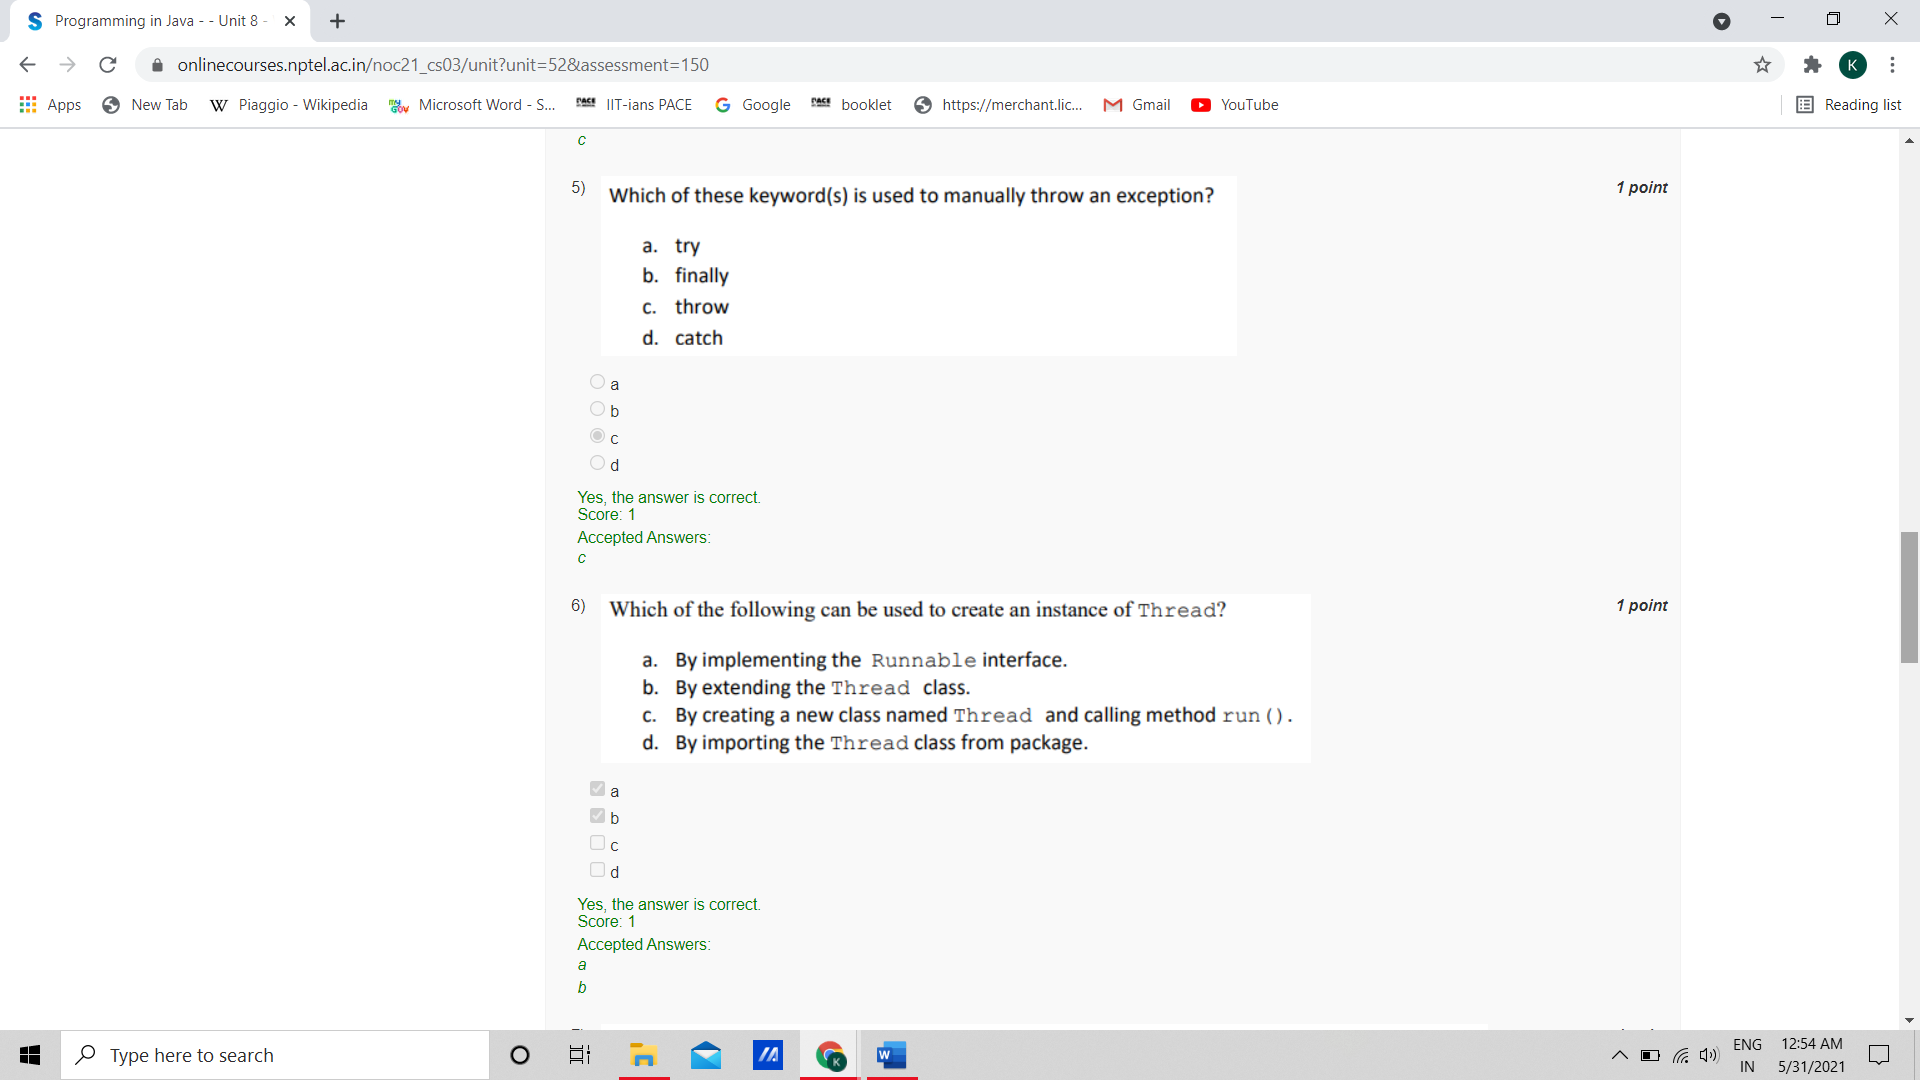 Programming in Java - - Unit 8 -
onlinecourses.nptel.ac.in/noc21_cs03/unit?unit=52&assessment=150
K
Apps
New Tab
W Piaggio - Wikipedia
Microsoft Word - S...
PACE IIT-ians PACE
G Google
PACE booklet
https://merchant.lic...
Gmail
YouTube
Reading list
c
5) Which of these keyword(s) is used to manually throw an exception? 1 point
a. try
b. finally
c. throw
d. catch
a
b
c
d
Yes, the answer is correct.
Score: 1
Accepted Answers:
c
6) Which of the following can be used to create an instance of Thread? 1 point
a. By implementing the Runnable interface.
b. By extending the Thread class.
c. By creating a new class named Thread and calling method run().
d. By importing the Thread class from package.
a
b
c
d
Yes, the answer is correct.
Score: 1
Accepted Answers:
a
b
Type here to search
K
W
ENG
IN
12:54 AM
5/31/2021